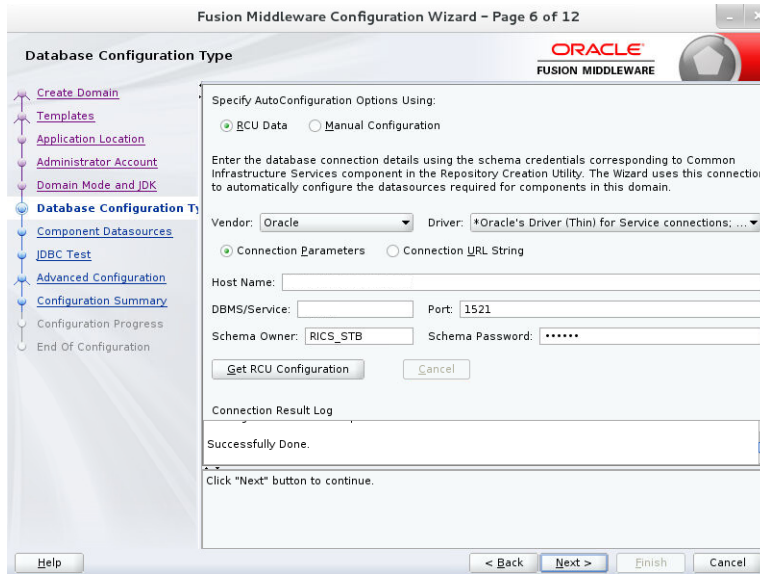 Fusion Middleware Configuration Wizard – Page 6 of 12
Database Configuration Type
ORACLE
FUSION MIDDLEWARE
Create Domain
Templates
Application Location
Administrator Account
Domain Mode and JDK
Database Configuration Ty
Component Datasources
JDBC Test
Advanced Configuration
Configuration Summary
Configuration Progress
End Of Configuration
Specify AutoConfiguration Options Using:
RCU Data Manual Configuration
Enter the database connection details using the schema credentials corresponding to Common
Infrastructure Services component in the Repository Creation Utility. The Wizard uses this connectio
to automatically configure the datasources required for components in this domain.
Vendor: Oracle Driver: *Oracle's Driver (Thin) for Service connections; ...
Connection Parameters Connection URL String
Host Name:
DBMS/Service: Port: 1521
Schema Owner: RICS_STB Schema Password: ••••••
Get RCU Configuration Cancel
Connection Result Log
Successfully Done.
Click "Next" button to continue.
Help < Back Next > Finish Cancel